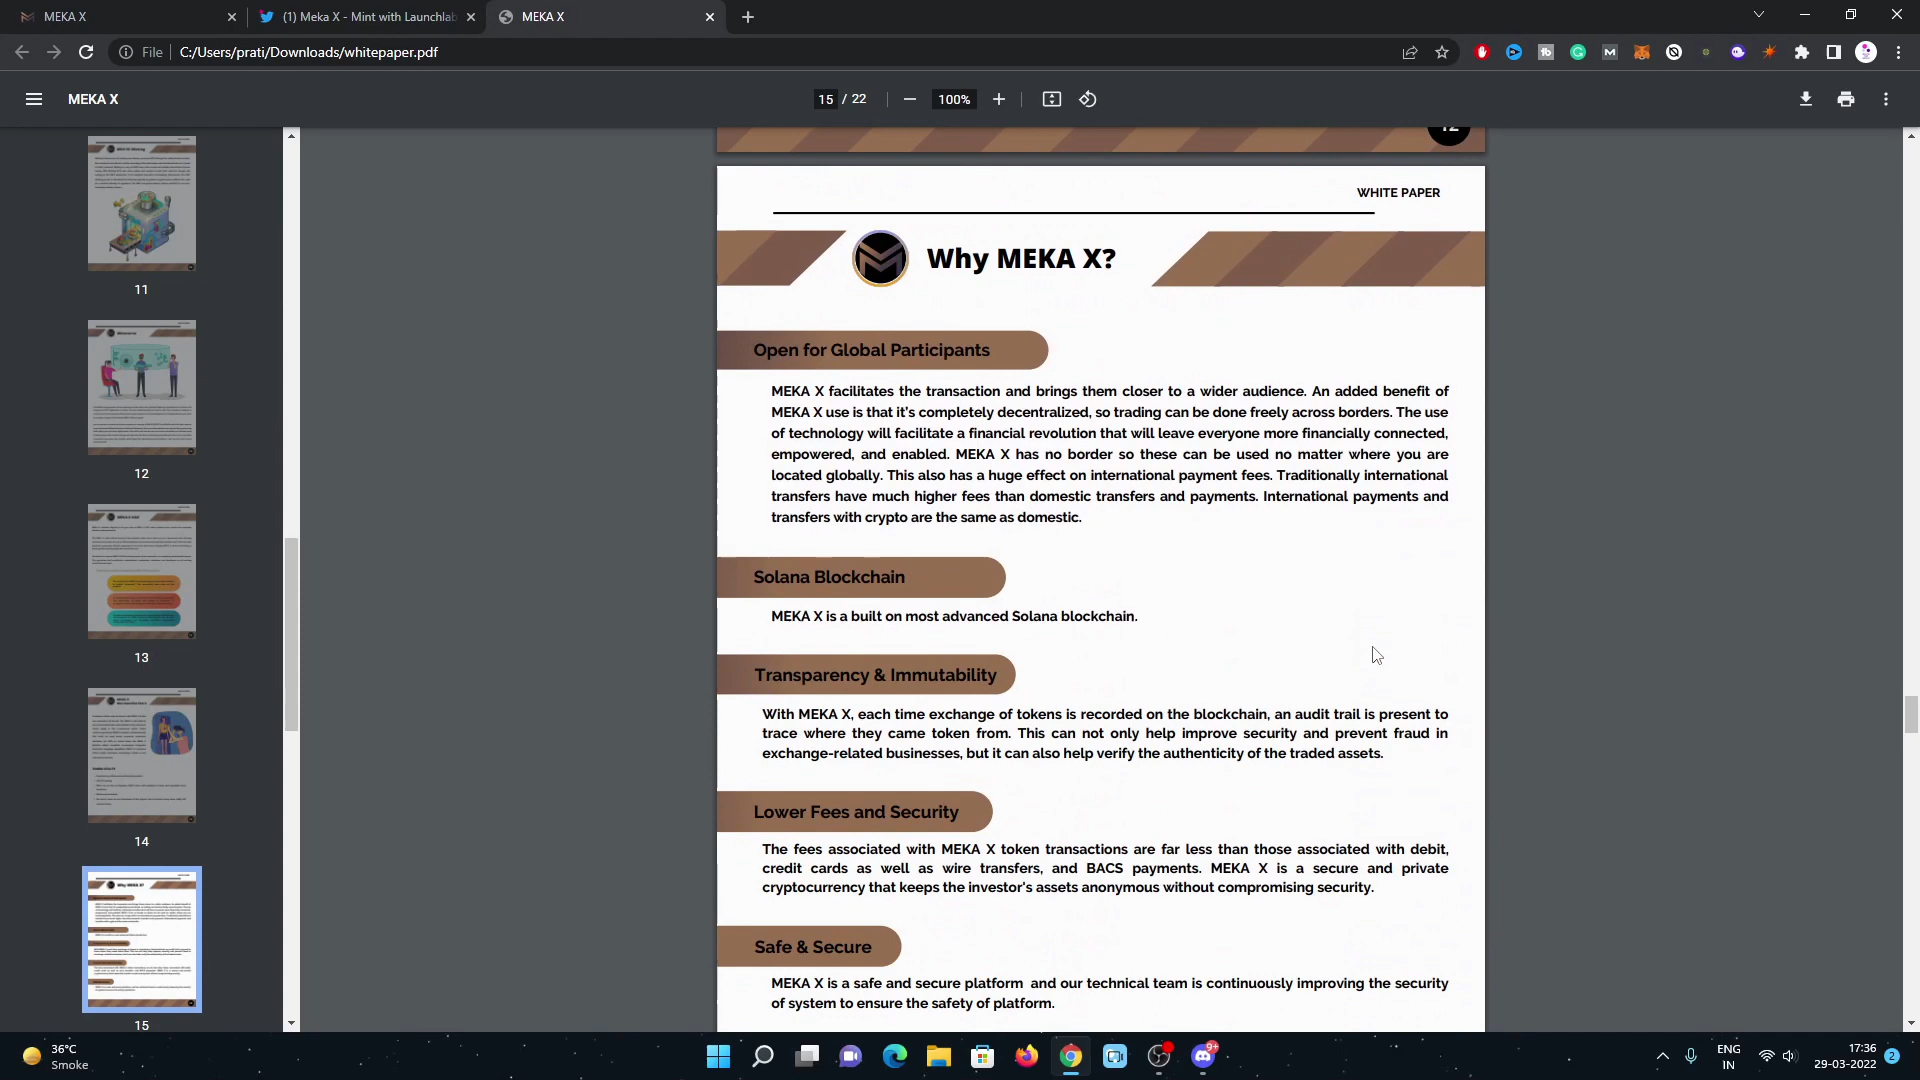 MEKA X
(1) Meka X - Mint with Launchlab
MEKA X
File
C:/Users/prati/Downloads/whitepaper.pdf
MEKA X
15 / 22
100%
12
11
12
13
14
15
WHITE PAPER
Why MEKA X?
Open for Global Participants
MEKA X facilitates the transaction and brings them closer to a wider audience. An added benefit of
MEKA X use is that it's completely decentralized, so trading can be done freely across borders. The use
of technology will facilitate a financial revolution that will leave everyone more financially connected,
empowered, and enabled. MEKA X has no border so these can be used no matter where you are
located globally. This also has a huge effect on international payment fees. Traditionally international
transfers have much higher fees than domestic transfers and payments. International payments and
transfers with crypto are the same as domestic.
Solana Blockchain
MEKA X is a built on most advanced Solana blockchain.
Transparency & Immutability
With MEKA X, each time exchange of tokens is recorded on the blockchain, an audit trail is present to
trace where they came token from. This can not only help improve security and prevent fraud in
exchange-related businesses, but it can also help verify the authenticity of the traded assets.
Lower Fees and Security
The fees associated with MEKA X token transactions are far less than those associated with debit,
credit cards as well as wire transfers, and BACS payments. MEKA X is a secure and private
cryptocurrency that keeps the investor's assets anonymous without compromising security.
Safe & Secure
MEKA X is a safe and secure platform and our technical team is continuously improving the security
of system to ensure the safety of platform.
36°C
Smoke
9+
ENG
IN
17:36
29-03-2022
2